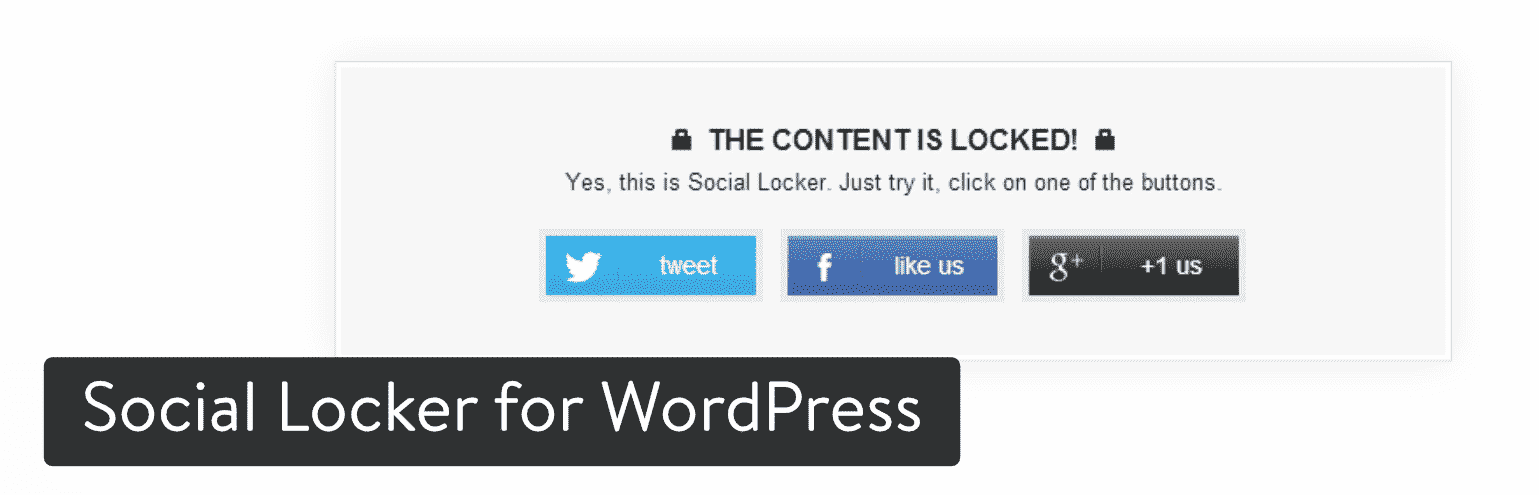 THE CONTENT IS LOCKED!
Yes, this is Social Locker. Just try it, click on one of the buttons.
tweet
f like us
g+ +1 us
Social Locker for WordPress